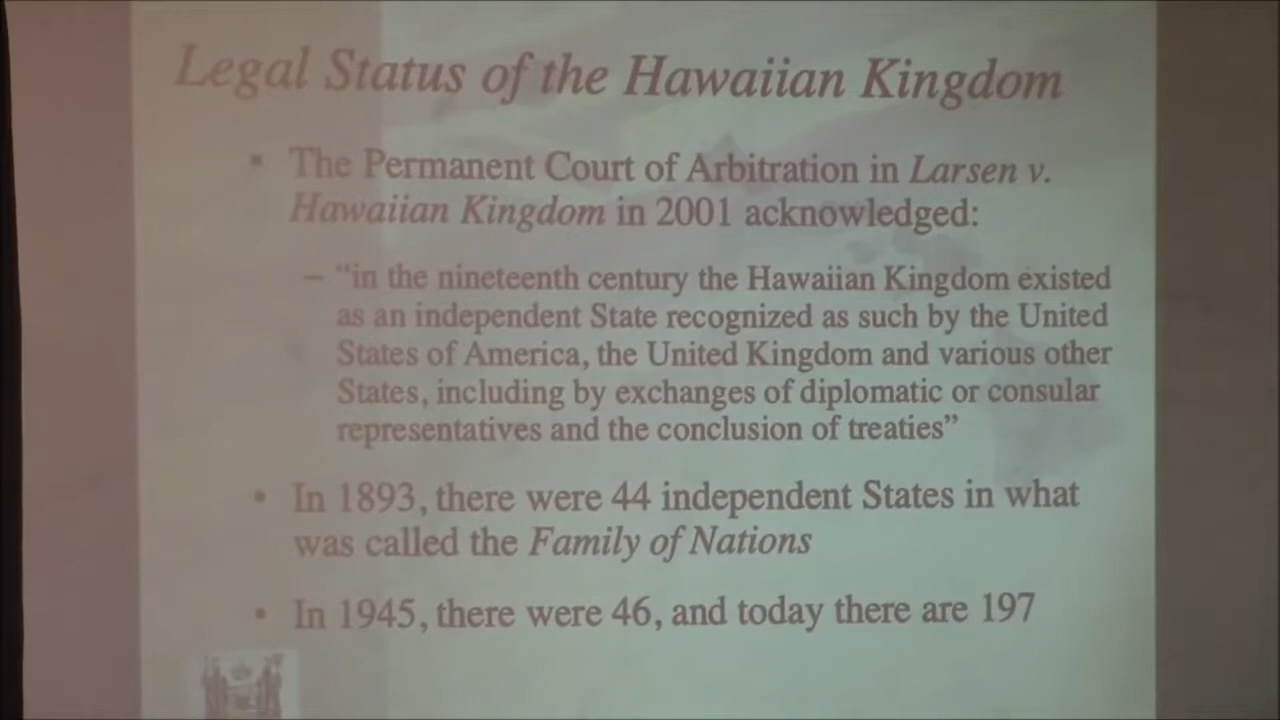 Legal Status of the Hawaiian Kingdom
▪ The Permanent Court of Arbitration in Larsen v.
Hawaiian Kingdom in 2001 acknowledged:
– “in the nineteenth century the Hawaiian Kingdom existed
as an independent State recognized as such by the United
States of America, the United Kingdom and various other
States, including by exchanges of diplomatic or consular
representatives and the conclusion of treaties”
• In 1893, there were 44 independent States in what
was called the Family of Nations
• In 1945, there were 46, and today there are 197